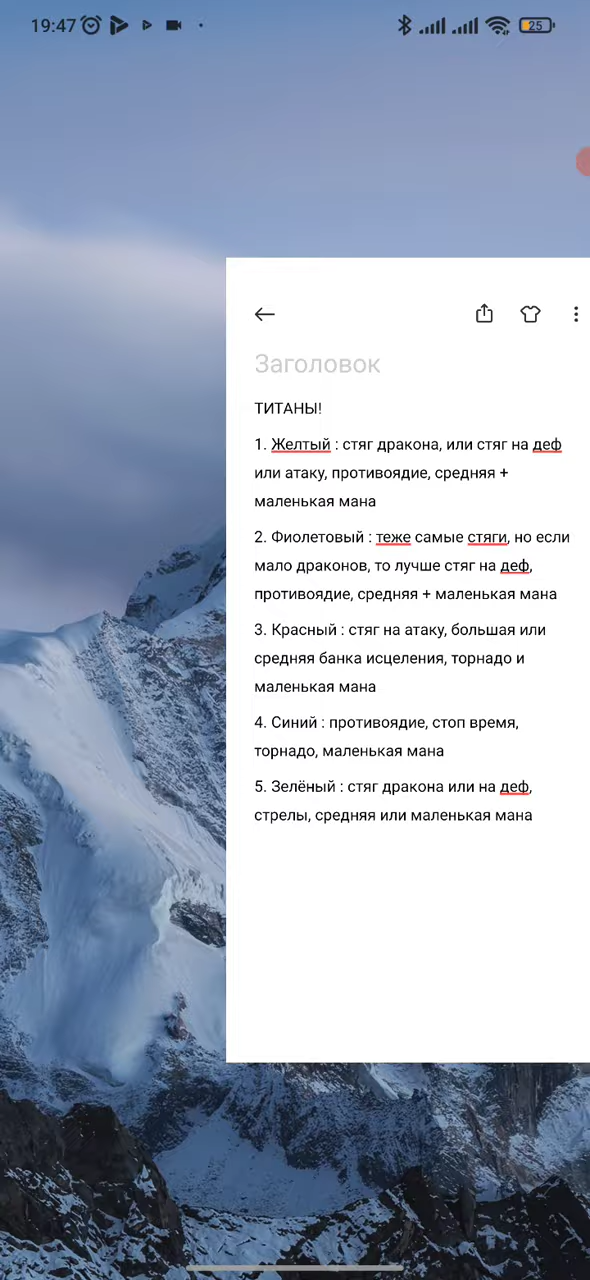 19:47
25
Заголовок
ТИТАНЫ!
1. Желтый : стяг дракона, или стяг на деф
или атаку, противоядие, средняя +
маленькая мана
2. Фиолетовый : теже самые стяги, но если
мало драконов, то лучше стяг на деф,
противоядие, средняя + маленькая мана
3. Красный : стяг на атаку, большая или
средняя банка исцеления, торнадо и
маленькая мана
4. Синий : противоядие, стоп время,
торнадо, маленькая мана
5. Зелёный : стяг дракона или на деф,
стрелы, средняя или маленькая мана